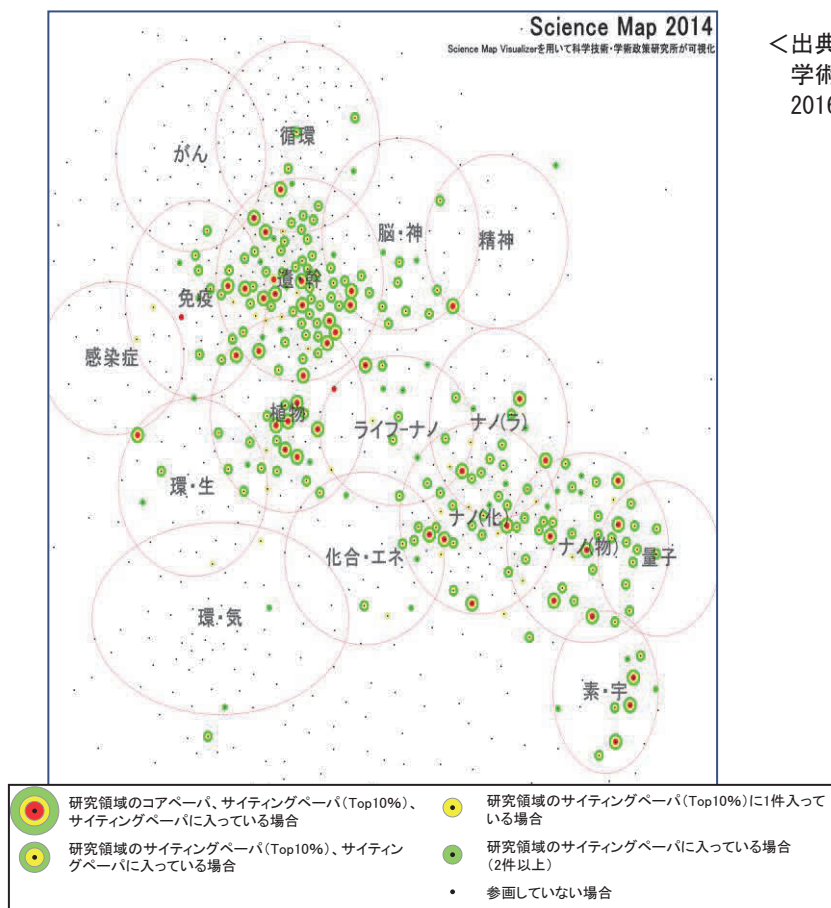 Science Map 2014
Science Map Visualizerを用いて科学技術・学術政策研究所が可視化
<出典
学術
2016
循環
がん
脳・神
精神
遺・幹
免疫
感染症
植物
ライフーナノ
ナノ(ラ)
環・生
ナノ(化)
ナノ(物)
化合・エネ
量子
環・気
素・宇
研究領域のコアペーパ、サイティングペーパ(Top10%)、
サイティングペーパに入っている場合
研究領域のサイティングペーパ(Top10%)、サイティン
グペーパに入っている場合
研究領域のサイティングペーパ(Top10%)に1件入って
いる場合
研究領域のサイティングペーパに入っている場合
(2件以上)
参画していない場合